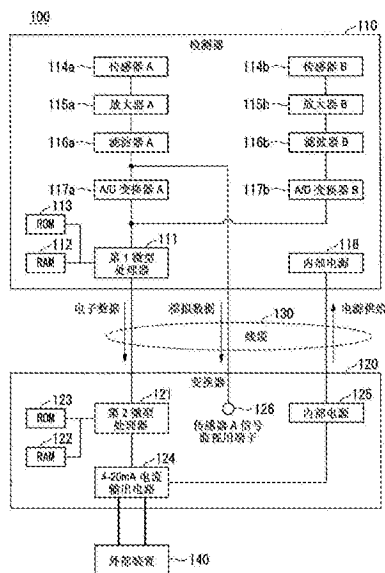 100
110
检测器
114a
传感器 A
114b
传感器 B
115a
放大器 A
115b
放大器 B
116a
滤波器 A
116b
滤波器 B
117a
A/D 变换器 A
117b
A/D 变换器 B
113
ROM
112
RAM
111
第1微型
处理器
118
内部电源
电子数据
模拟数据
130
线缆
电源供给
120
变换器
123
ROM
122
RAM
121
第2微型
处理器
126
传感器 A 信号
监视用端子
125
内部电源
124
4-20mA 电流
输出电路
外部装置
140